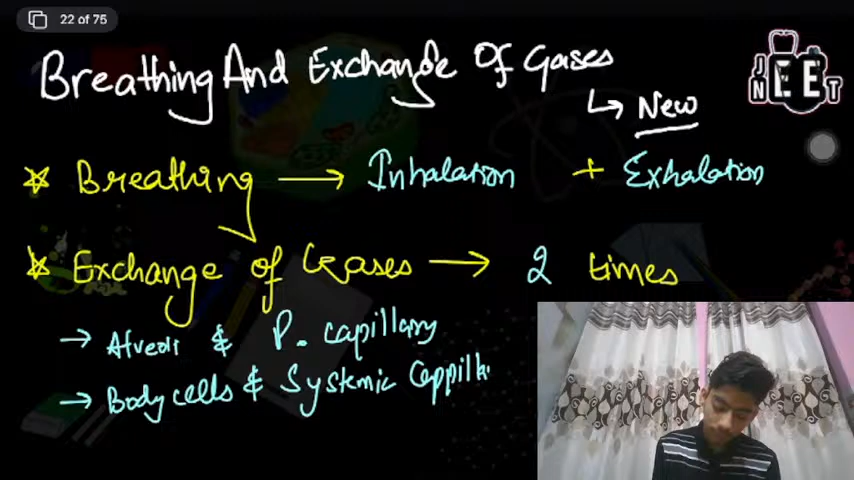 22 of 75
Breathing And Exchange Of Gases
↳ New
NEET
☆ Breathing → Inhalation + Exhalation
☆ Exchange of Gases → 2 times
→ Alveoli & P. capillary
→ Body cells & Systemic